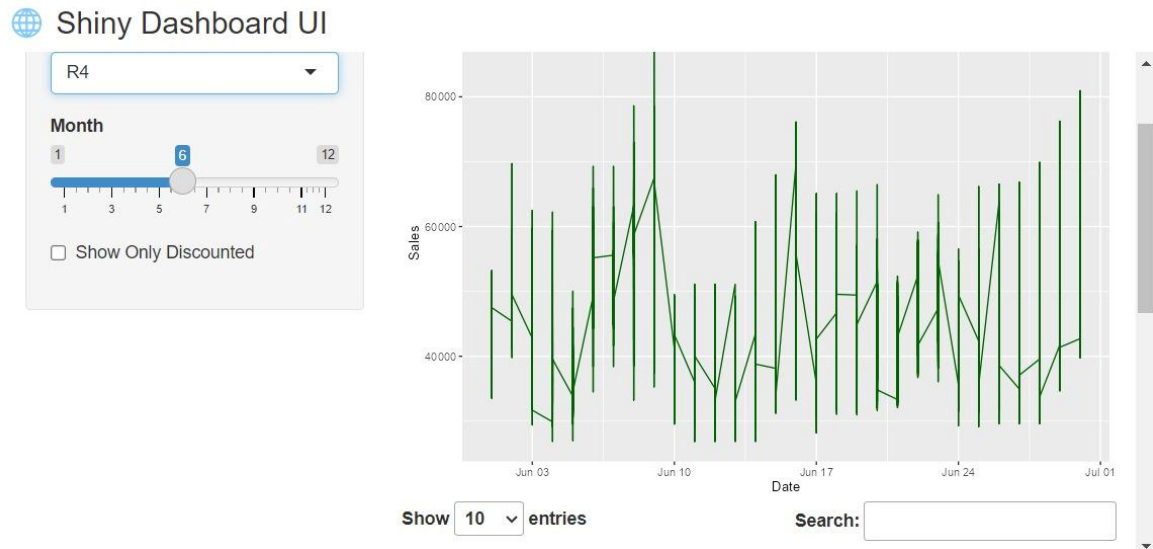 Shiny Dashboard UI
R4
Month
1 6 12
1 3 5 7 9 11 12
Show Only Discounted
80000
60000
40000
Sales
Jun 03 Jun 10 Jun 17 Jun 24 Jul 01
Date
Show 10 entries Search: